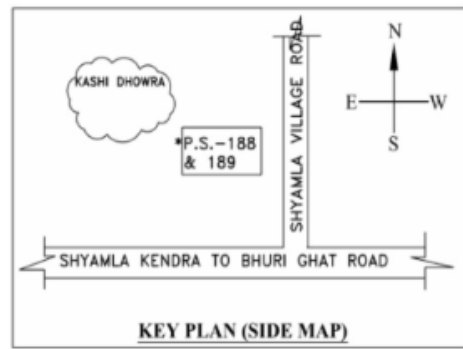 N
KASHI DHOWRA
E W
S
*P.S.-188
& 189
SHYAMLA VILLAGE ROAD
SHYAMLA KENDRA TO BHURI GHAT ROAD
KEY PLAN (SIDE MAP)